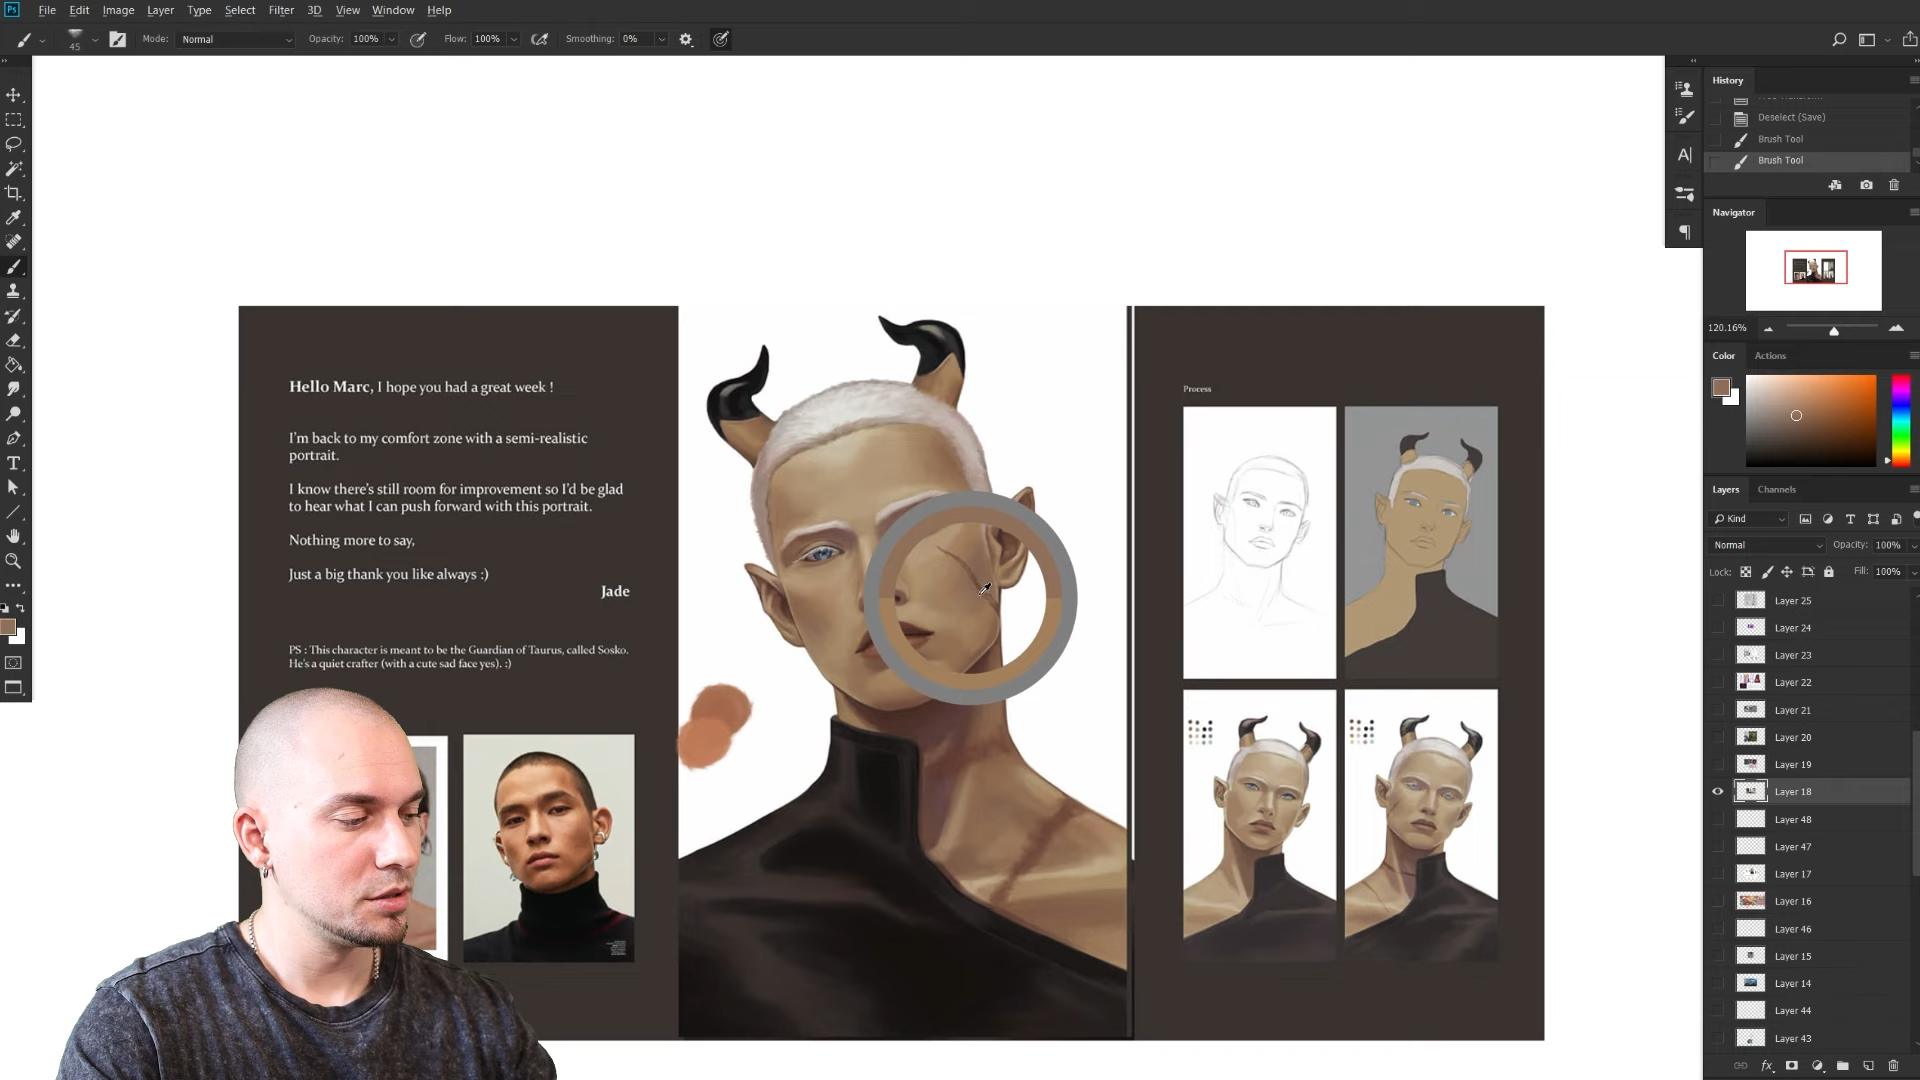 Ps File Edit Image Layer Type Select Filter 3D View Window Help
45 Mode: Normal Opacity: 100% Flow: 100% Smoothing: 0%
History
Deselect (Save)
Brush Tool
Brush Tool
Navigator
120.16%
Color Actions
Layers Channels
Kind
Normal Opacity: 100%
Lock: Fill: 100%
Layer 25
Layer 24
Layer 23
Layer 22
Layer 21
Layer 20
Layer 19
Layer 18
Layer 48
Layer 47
Layer 17
Layer 16
Layer 46
Layer 15
Layer 14
Layer 44
Layer 43
fx
Hello Marc, I hope you had a great week !
I'm back to my comfort zone with a semi-realistic
portrait.
I know there's still room for improvement so I'd be glad
to hear what I can push forward with this portrait.
Nothing more to say,
Just a big thank you like always :)
Jade
PS : This character is meant to be the Guardian of Taurus, called Sosko.
He's a quiet crafter (with a cute sad face yes). :)
Process